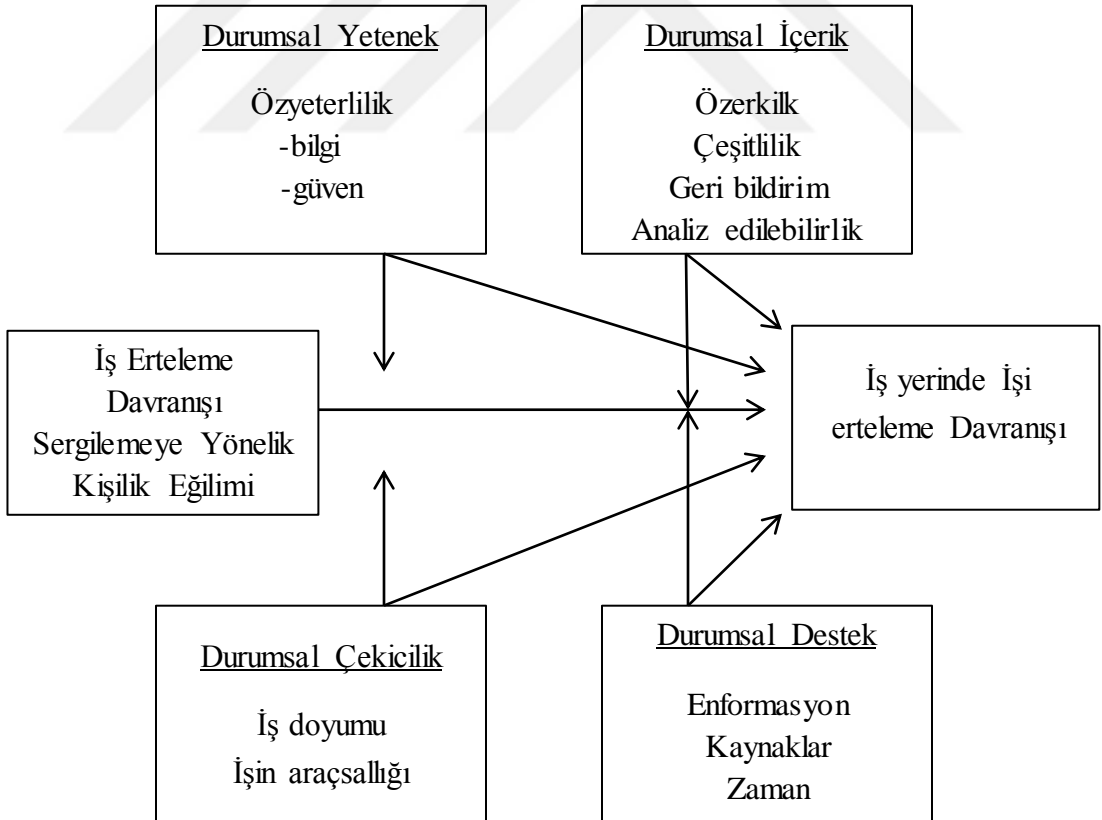 Durumsal Yetenek
Özyeterlilik
-bilgi
-güven
Durumsal İçerik
Özerkilk
Çeşitlilik
Geri bildirim
Analiz edilebilirlik
İş Erteleme
Davranışı
Sergilemeye Yönelik
Kişilik Eğilimi
İş yerinde İşi
erteleme Davranışı
Durumsal Çekicilik
İş doyumu
İşin araçsallığı
Durumsal Destek
Enformasyon
Kaynaklar
Zaman